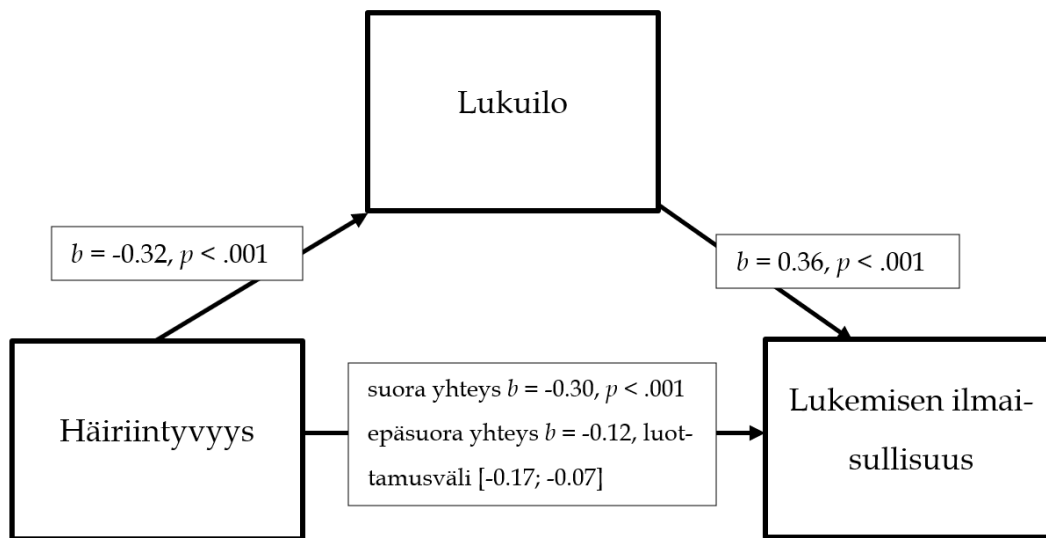 Lukuilo
b = -0.32, p < .001
b = 0.36, p < .001
Häiriintyvyys
suora yhteys b = -0.30, p < .001
epäsuora yhteys b = -0.12, luot-
tamusväli [-0.17; -0.07]
Lukemisen ilmai-
sullisuus